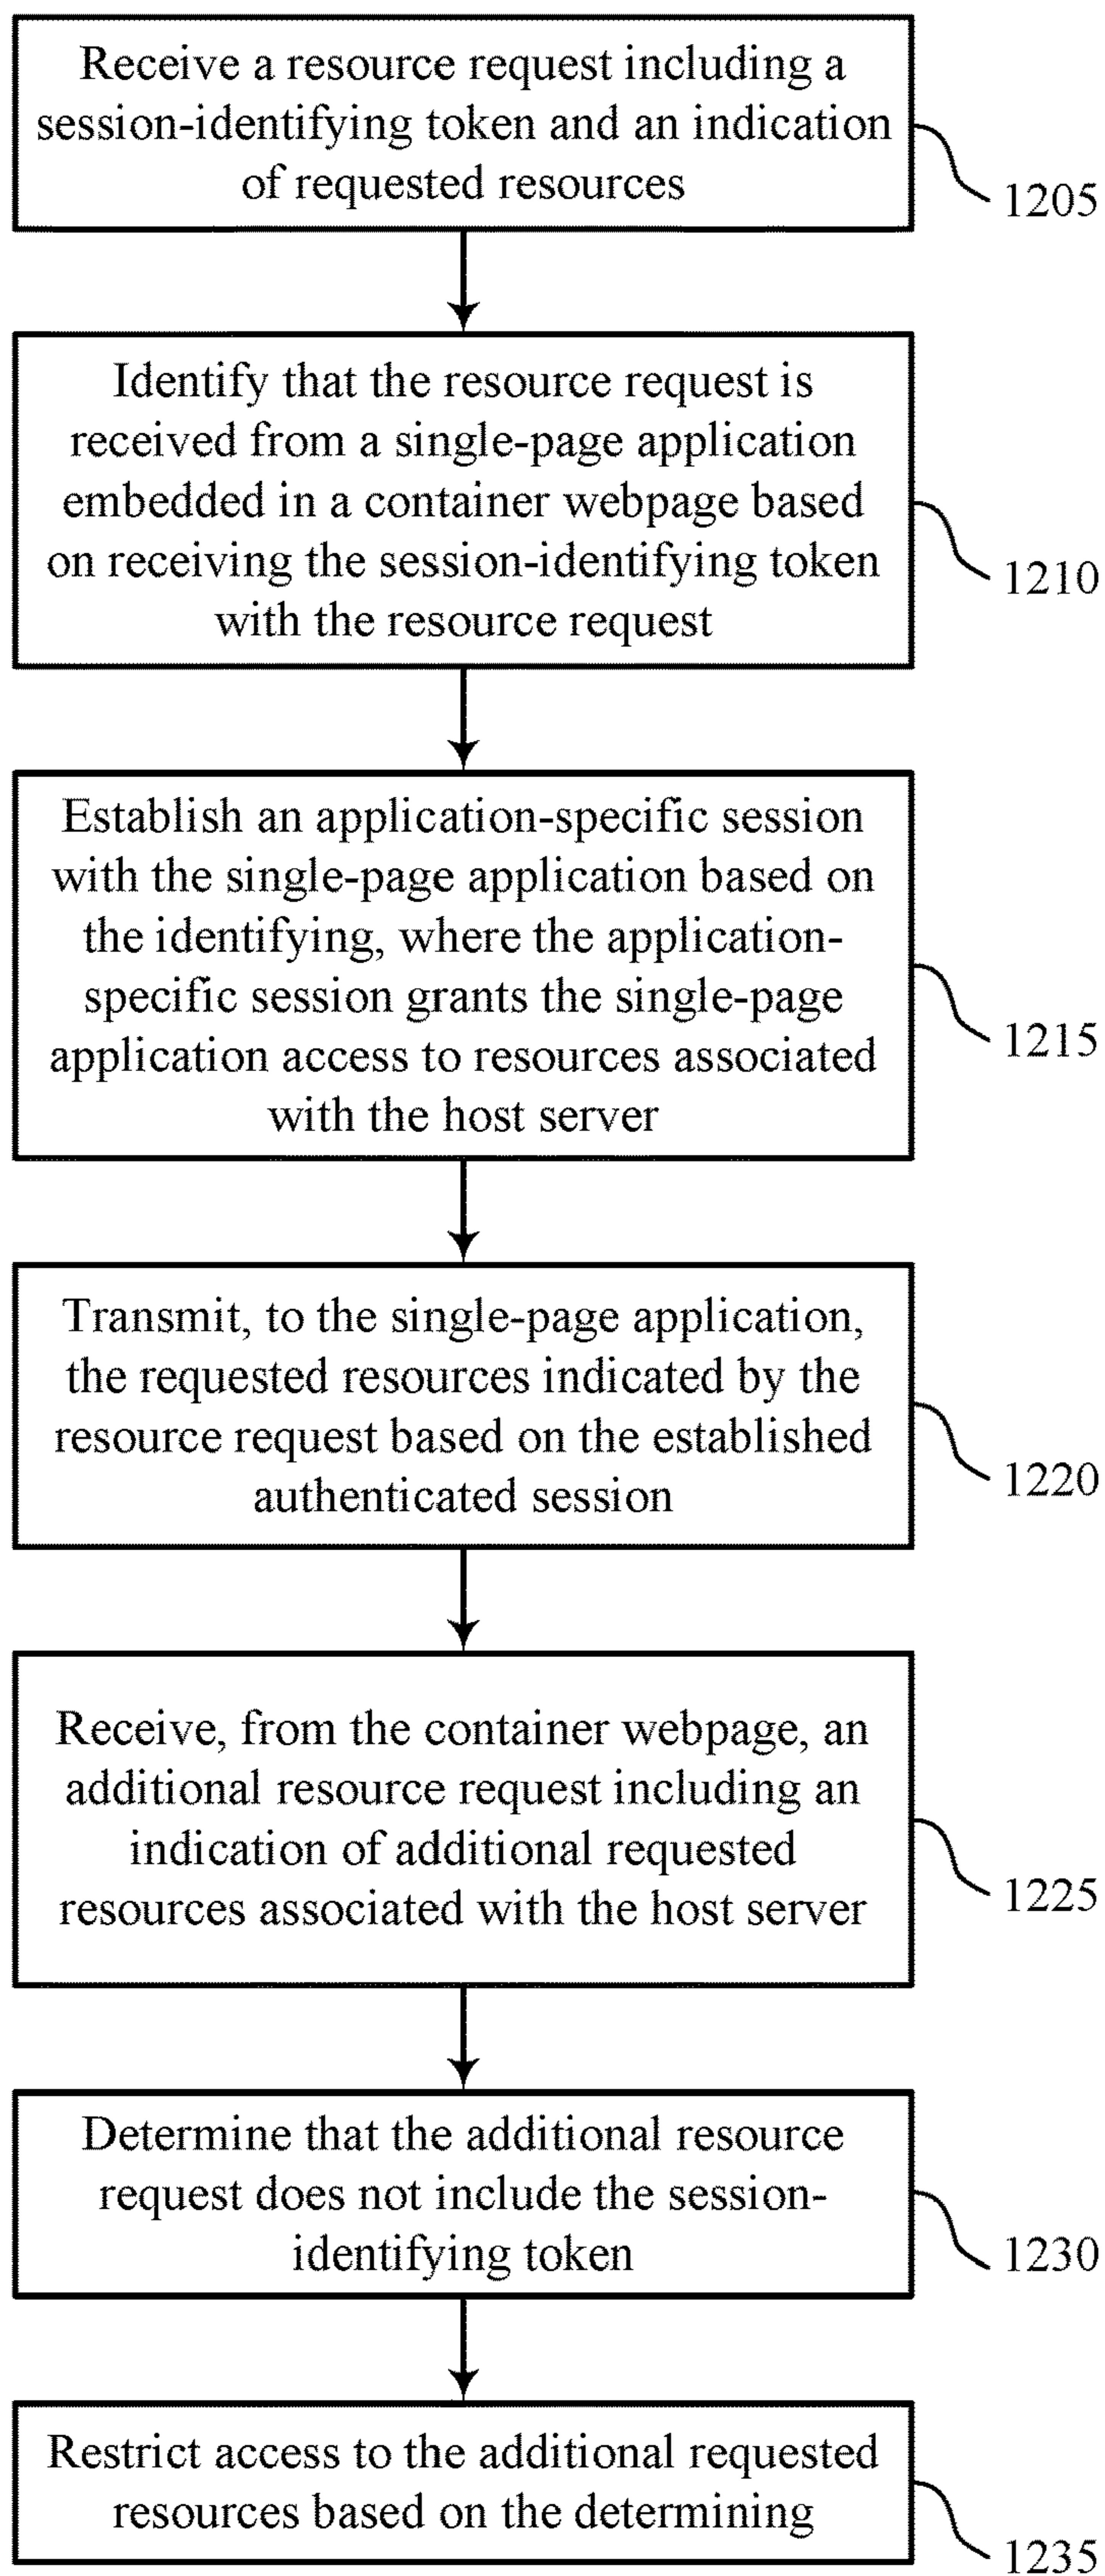 Receive a resource request including a
session-identifying token and an indication
of requested resources
1205
Identify that the resource request is
received from a single-page application
embedded in a container webpage based
on receiving the session-identifying token
with the resource request
1210
Establish an application-specific session
with the single-page application based on
the identifying, where the application-
specific session grants the single-page
application access to resources associated
with the host server
1215
Transmit, to the single-page application,
the requested resources indicated by the
resource request based on the established
authenticated session
1220
Receive, from the container webpage, an
additional resource request including an
indication of additional requested
resources associated with the host server
1225
Determine that the additional resource
request does not include the session-
identifying token
1230
Restrict access to the additional requested
resources based on the determining
1235